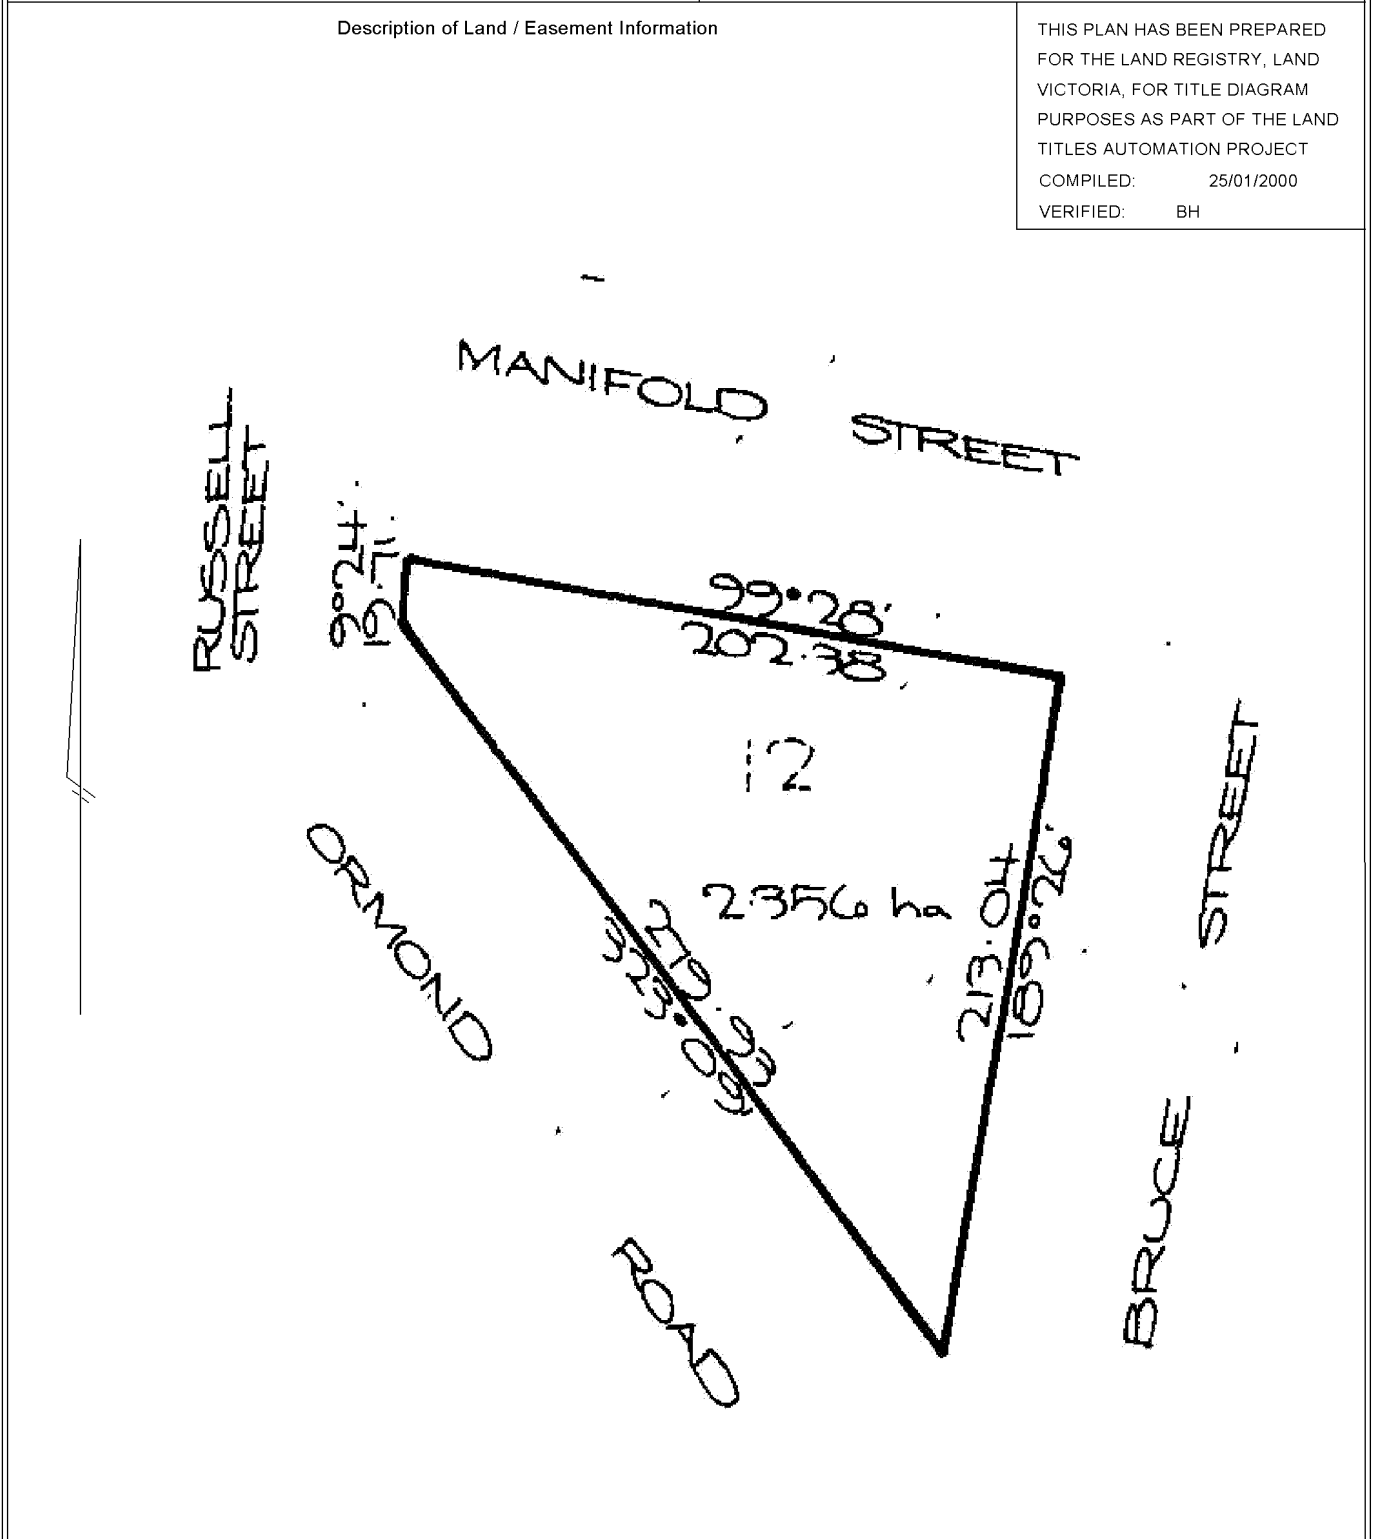 Description of Land / Easement Information
THIS PLAN HAS BEEN PREPARED
FOR THE LAND REGISTRY, LAND
VICTORIA, FOR TITLE DIAGRAM
PURPOSES AS PART OF THE LAND
TITLES AUTOMATION PROJECT
COMPILED: 25/01/2000
VERIFIED: BH
MANIFOLD STREET
RUSSELL
STREET
9°24'
19.71
99°28'
202.38
12
2.356 ha
213.04
189°26'
279.93
323°09'
ORMOND ROAD
BRUCE STREET